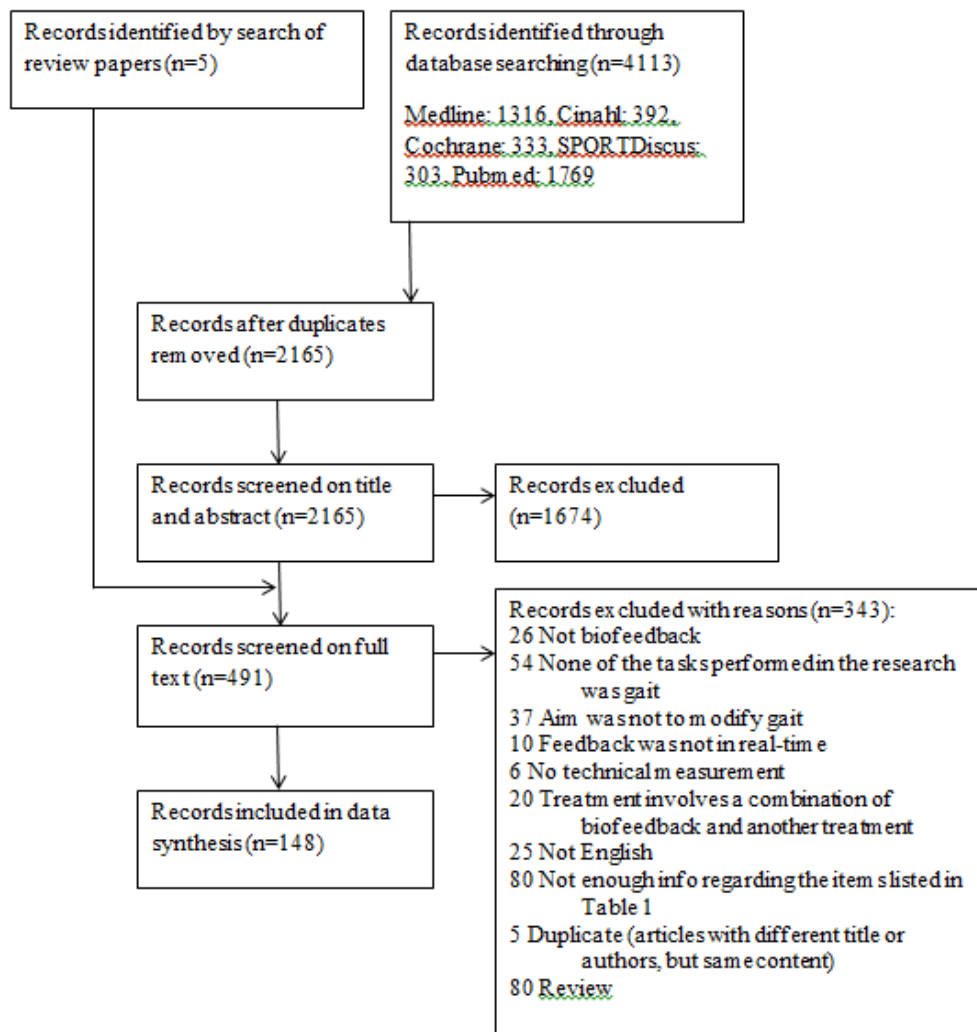 Records identified by search of
review papers (n=5)
Records identified through
database searching (n=4113)
Medline: 1316, Cinahl: 392,
Cochrane: 333, SPORTDiscus:
303, Pubmed: 1769
Records after duplicates
removed (n=2165)
Records screened on title
and abstract (n=2165)
Records excluded
(n=1674)
Records screened on full
text (n=491)
Records excluded with reasons (n=343):
26 Not biofeedback
54 None of the tasks performed in the research
was gait
37 Aim was not to modify gait
10 Feedback was not in real-time
6 No technical measurement
20 Treatment involves a combination of
biofeedback and another treatment
25 Not English
80 Not enough info regarding the items listed in
Table 1
5 Duplicate (articles with different title or
authors, but same content)
80 Review
Records included in data
synthesis (n=148)